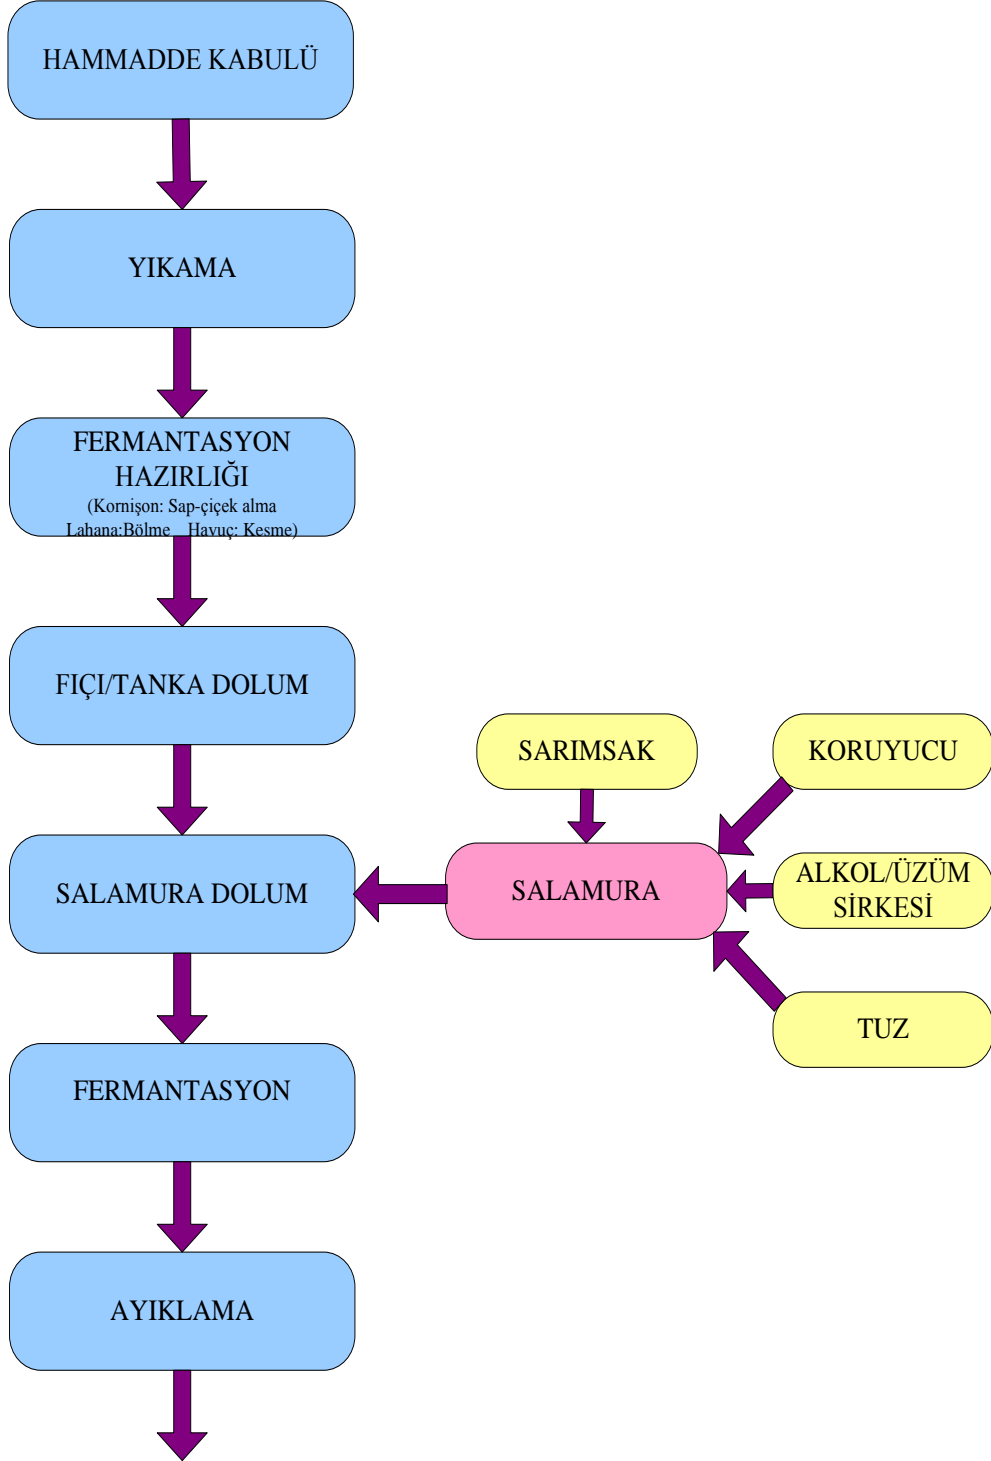 HAMMADDE KABULÜ
YIKAMA
FERMANTASYON
HAZIRLIĞI
(Kornişon: Sap-çiçek alma
Lahana:Bölme Havuç: Kesme)
FIÇI/TANKA DOLUM
SARIMSAK
KORUYUCU
SALAMURA DOLUM
SALAMURA
ALKOL/ÜZÜM
SİRKESİ
TUZ
FERMANTASYON
AYIKLAMA